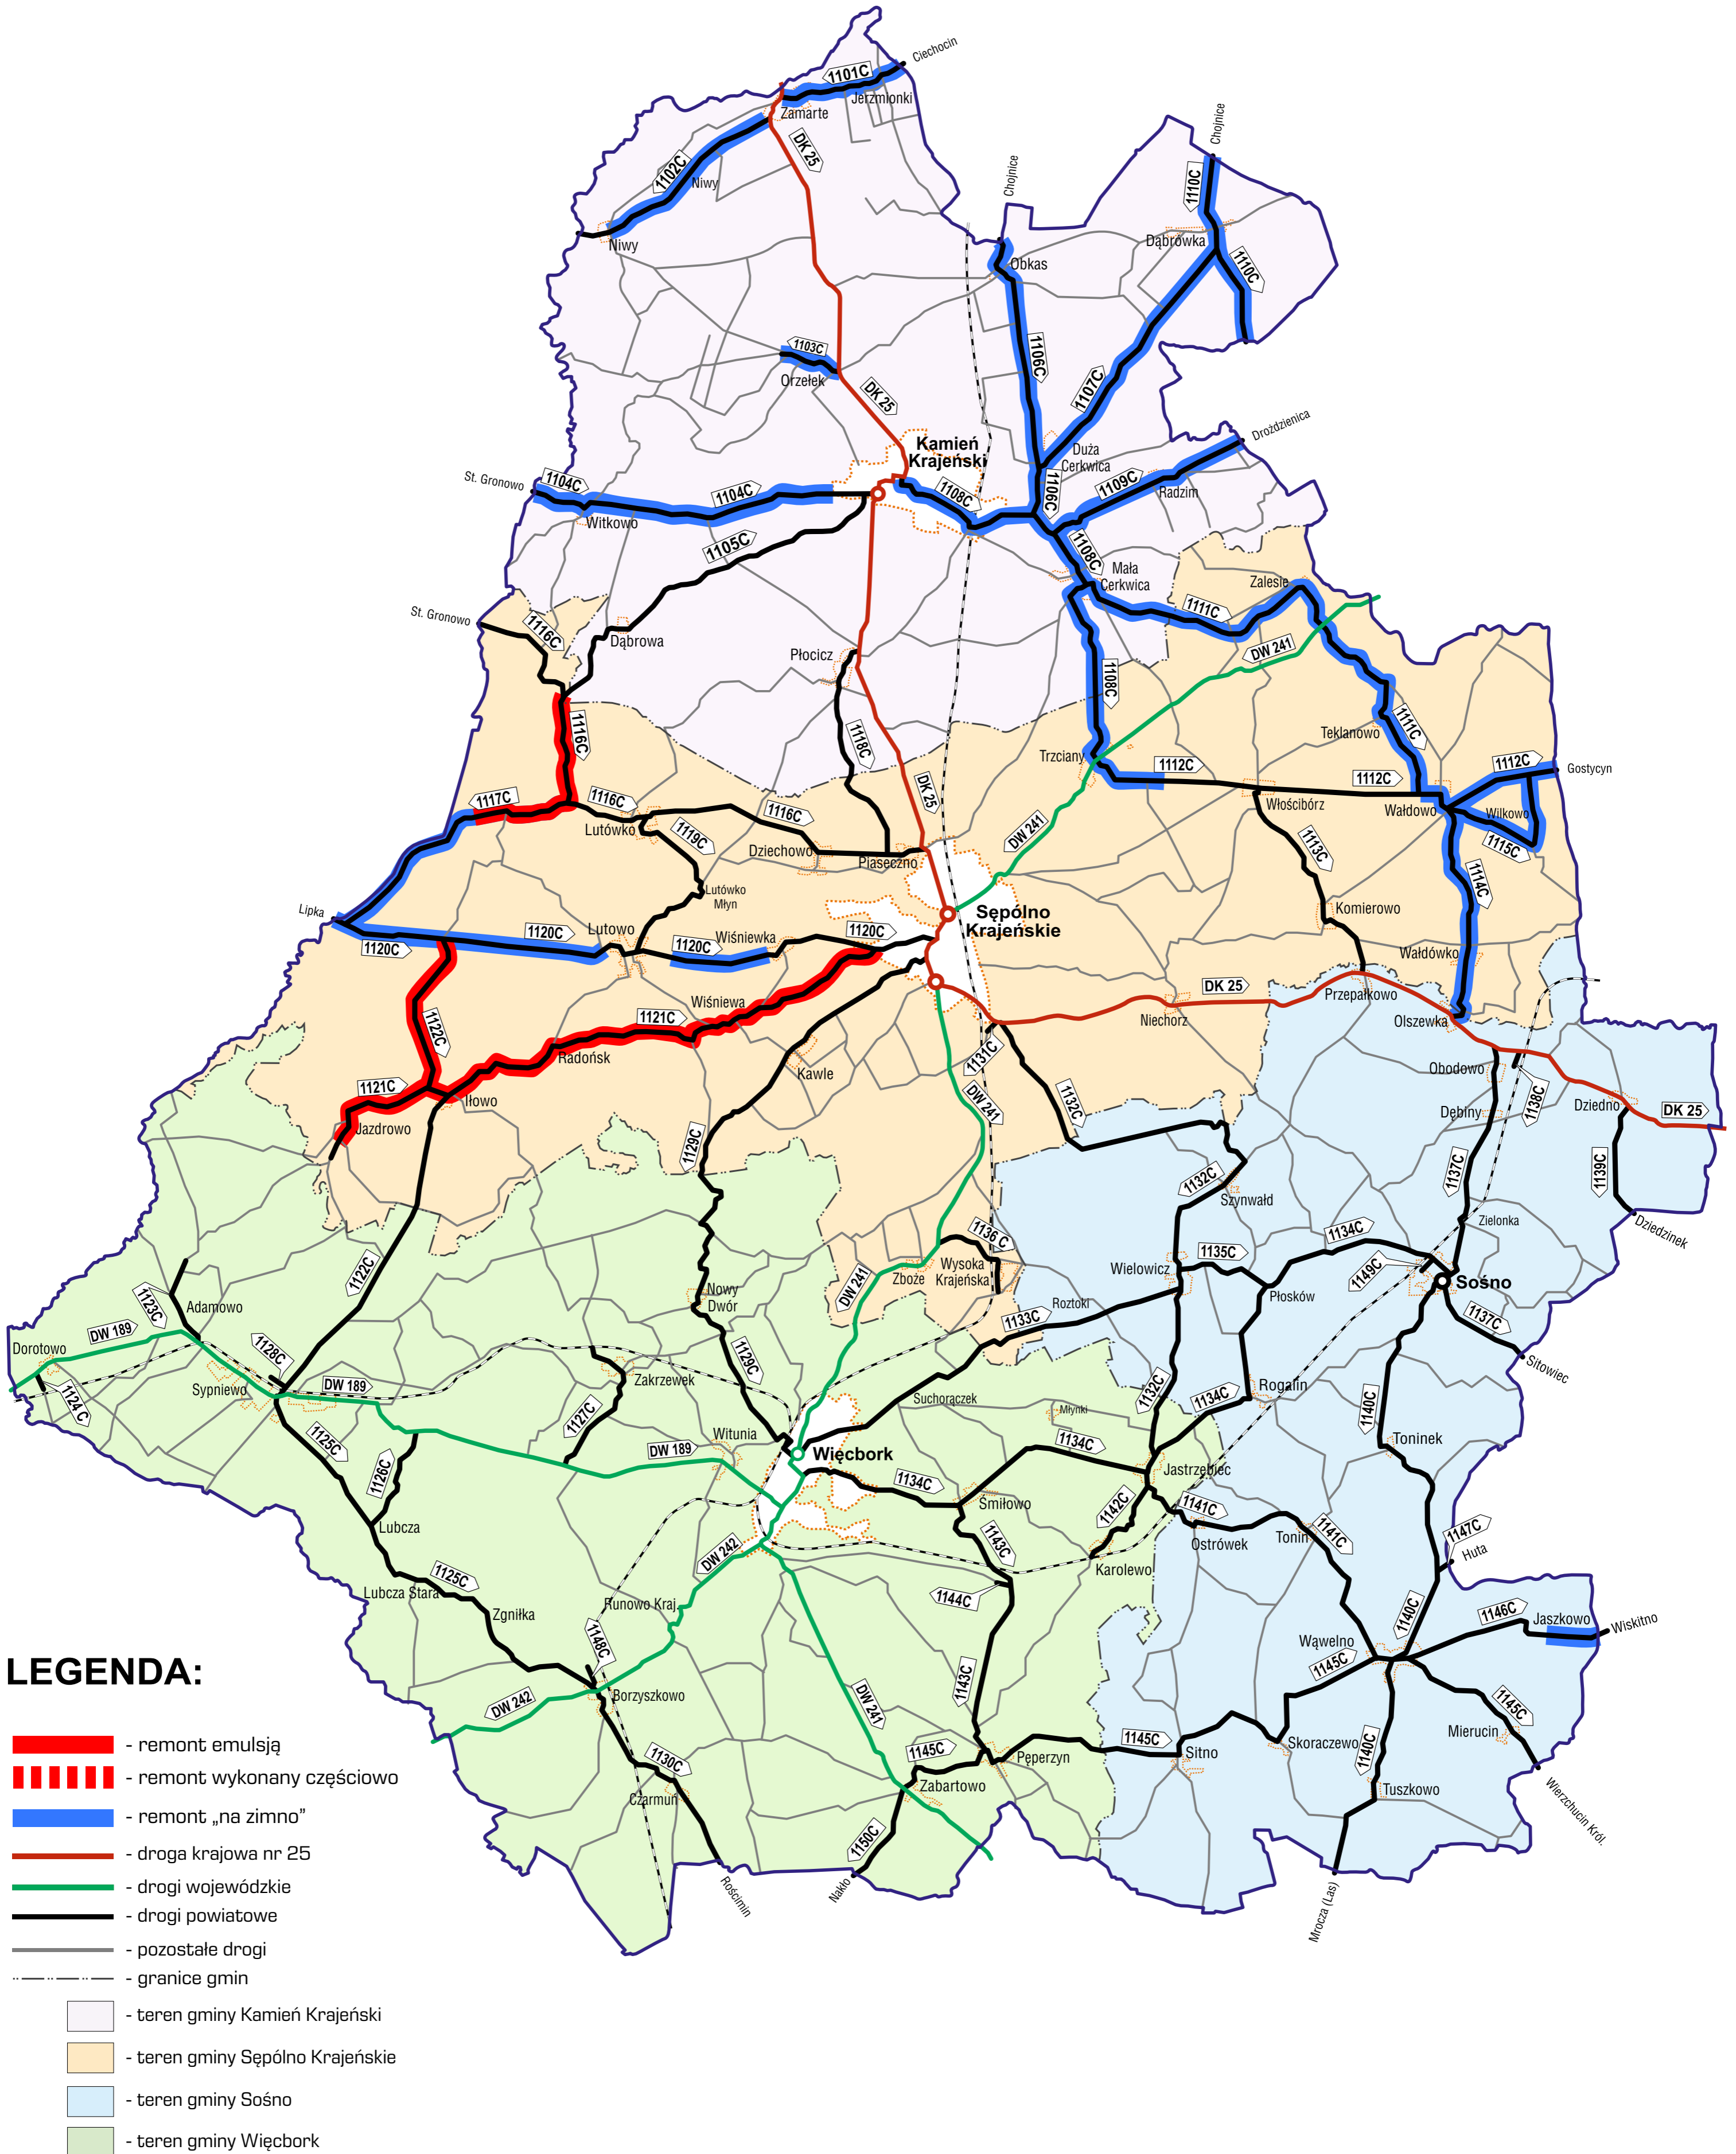 Ciechocin
1101C
Jerzmionki
Zamarte
DK 25
Chojnice
1102C
Niwy
Chojnice
1110C
Niwy
Dąbrówka
Obkas
1110C
1103C
Orzełek
1106C
1107C
DK 25
Drożdzienica
Kamień
Krajeński
Duża
Cerkwica
St. Gronowo
1104C
1104C
1108C
1106C
1109C
Radzim
Witkowo
1105C
1108C
Mała
Cerkwica
Zalesie
1111C
St. Gronowo
1116C
Dąbrowa
Płocicz
DW 241
1108C
1116C
1118C
Teklanowo
1111C
Trzciany
1112C
1112C
1112C
Gostycyn
DK 25
1117C
1116C
1116C
Włościbórz
Wałdowo
Wilkowo
Lutówko
1119C
DW 241
1113C
1115C
Dziechowo
Piaseczno
1114C
Lutówko
Młyn
Lipka
Sępólno
Krajeńskie
Komierowo
1120C
1120C
Lutowo
1120C
Wiśniewka
1120C
Wałdówko
Wiśniewa
DK 25
Przepałkowo
1122C
1121C
Niechorz
Olszewka
Radońsk
1131C
Kawle
Obodowo
1121C
Iłowo
1132C
1138C
DW 241
Dębiny
Dziedno
DK 25
Jazdrowo
1129C
1137C
1139C
1132C
Szynwałd
Zielonka
Dziedzinek
1136 C
1134C
1135C
1122C
Zboże
Wysoka
Krajeńska
Wielowicz
1149C
Sośno
1123C
Adamowo
Nowy
Dwór
DW 241
Roztoki
Płosków
1133C
1137C
DW 189
Dorotowo
1128C
1129C
Sitowiec
Sypniewo
DW 189
Zakrzewek
1132C
Rogalin
1124 C
Suchorączek
1134C
1140C
1127C
Młynki
1125C
Witunia
1134C
Toninek
DW 189
Więcbork
1126C
1134C
Jastrzębiec
Śmiłowo
1142C
1141C
Lubcza
1143C
Tonin
1141C
1147C
Ostrówek
Huta
DW 242
Karolewo
1125C
Lubcza Stara
1144C
Runowo Kraj.
Zgniłka
1140C
1146C
Jaszkowo
Wiskitno
1148C
Wąwelno
1145C
1143C
Borzyszkowo
DW 242
DW 241
1145C
Mierucin
1145C
1145C
Sitno
Skoraczewo
1140C
1130C
Pęperzyn
Zabartowo
Tuszkowo
Czarmuń
Wierzchucin Król.
1150C
Rościmin
Nakło
Mrocza (Las)
LEGENDA:
- remont emulsją
- remont wykonany częściowo
- remont „na zimno”
- droga krajowa nr 25
- drogi wojewódzkie
- drogi powiatowe
- pozostałe drogi
- granice gmin
- teren gminy Kamień Krajeński
- teren gminy Sępólno Krajeńskie
- teren gminy Sośno
- teren gminy Więcbork